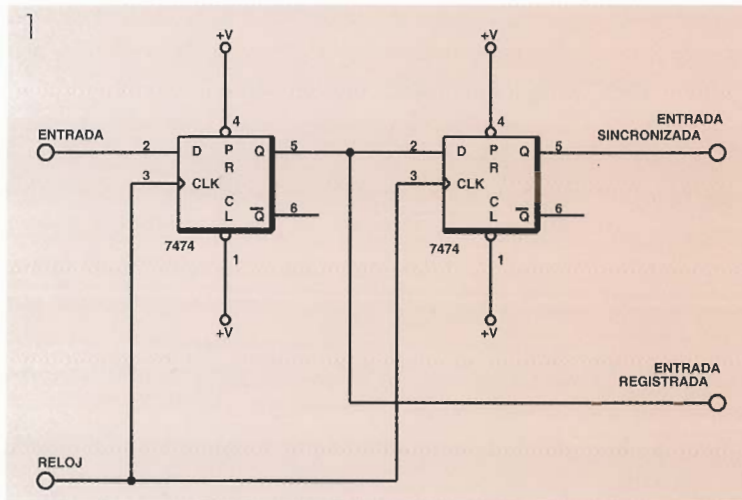 1
+V
+V
4
4
ENTRADA
ENTRADA
SINCRONIZADA
2
D
P
R
Q
5
2
D
P
R
Q
5
3
CLK
3
CLK
C
L
Q̅
6
C
L
Q̅
6
7474
1
7474
1
+V
+V
ENTRADA
REGISTRADA
RELOJ